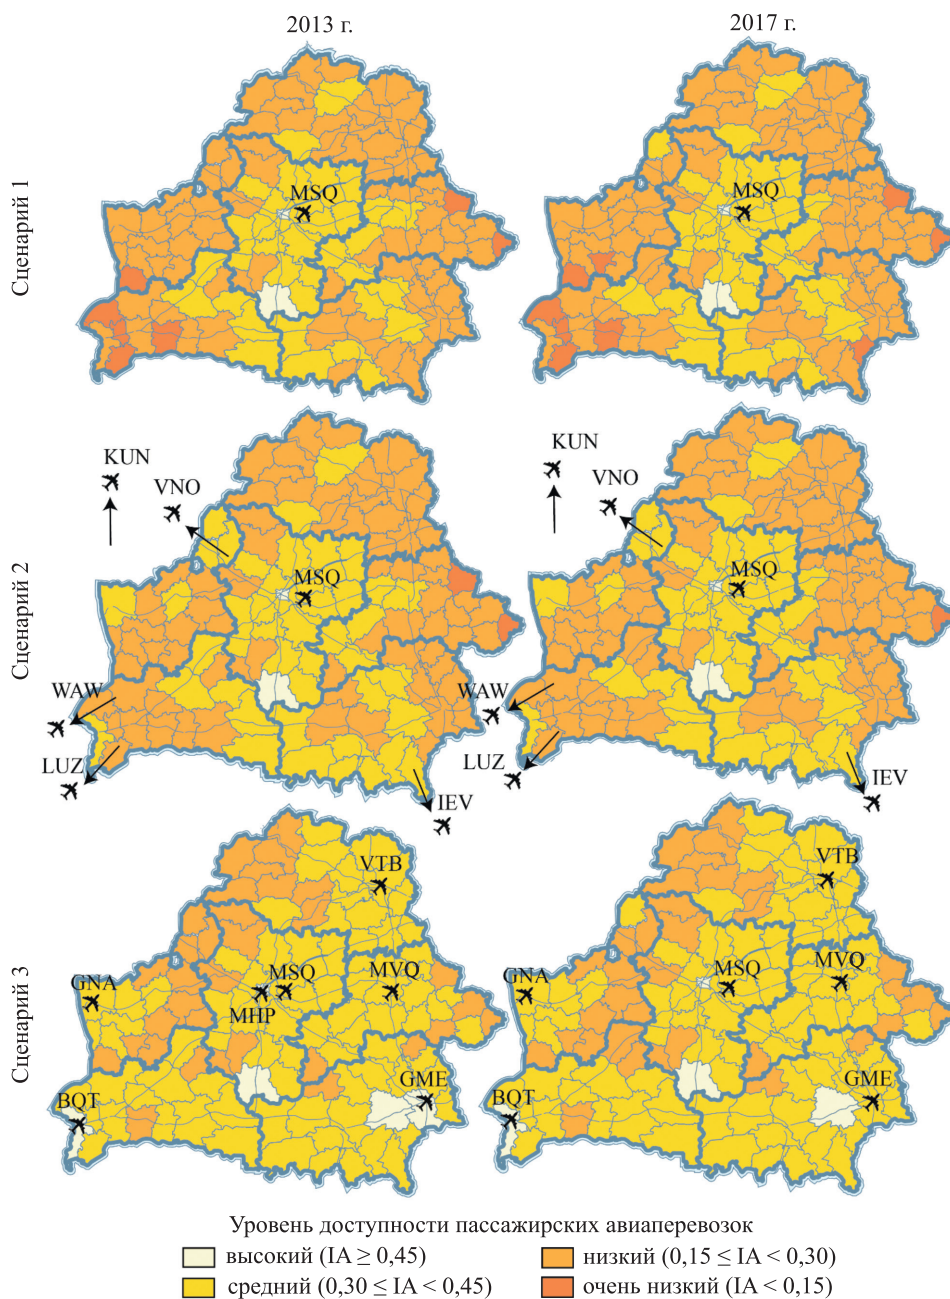 2013 г.
2017 г.
Сценарий 1
MSQ
MSQ
Сценарий 2
KUN
VNO
MSQ
WAW
LUZ
IEV
KUN
VNO
MSQ
WAW
LUZ
IEV
Сценарий 3
VTB
GNA
MSQ
MVQ
MHP
GME
BQT
VTB
GNA
MSQ
MVQ
GME
BQT
Уровень доступности пассажирских авиаперевозок
высокий (IA ≥ 0,45)
низкий (0,15 ≤ IA < 0,30)
средний (0,30 ≤ IA < 0,45)
очень низкий (IA < 0,15)